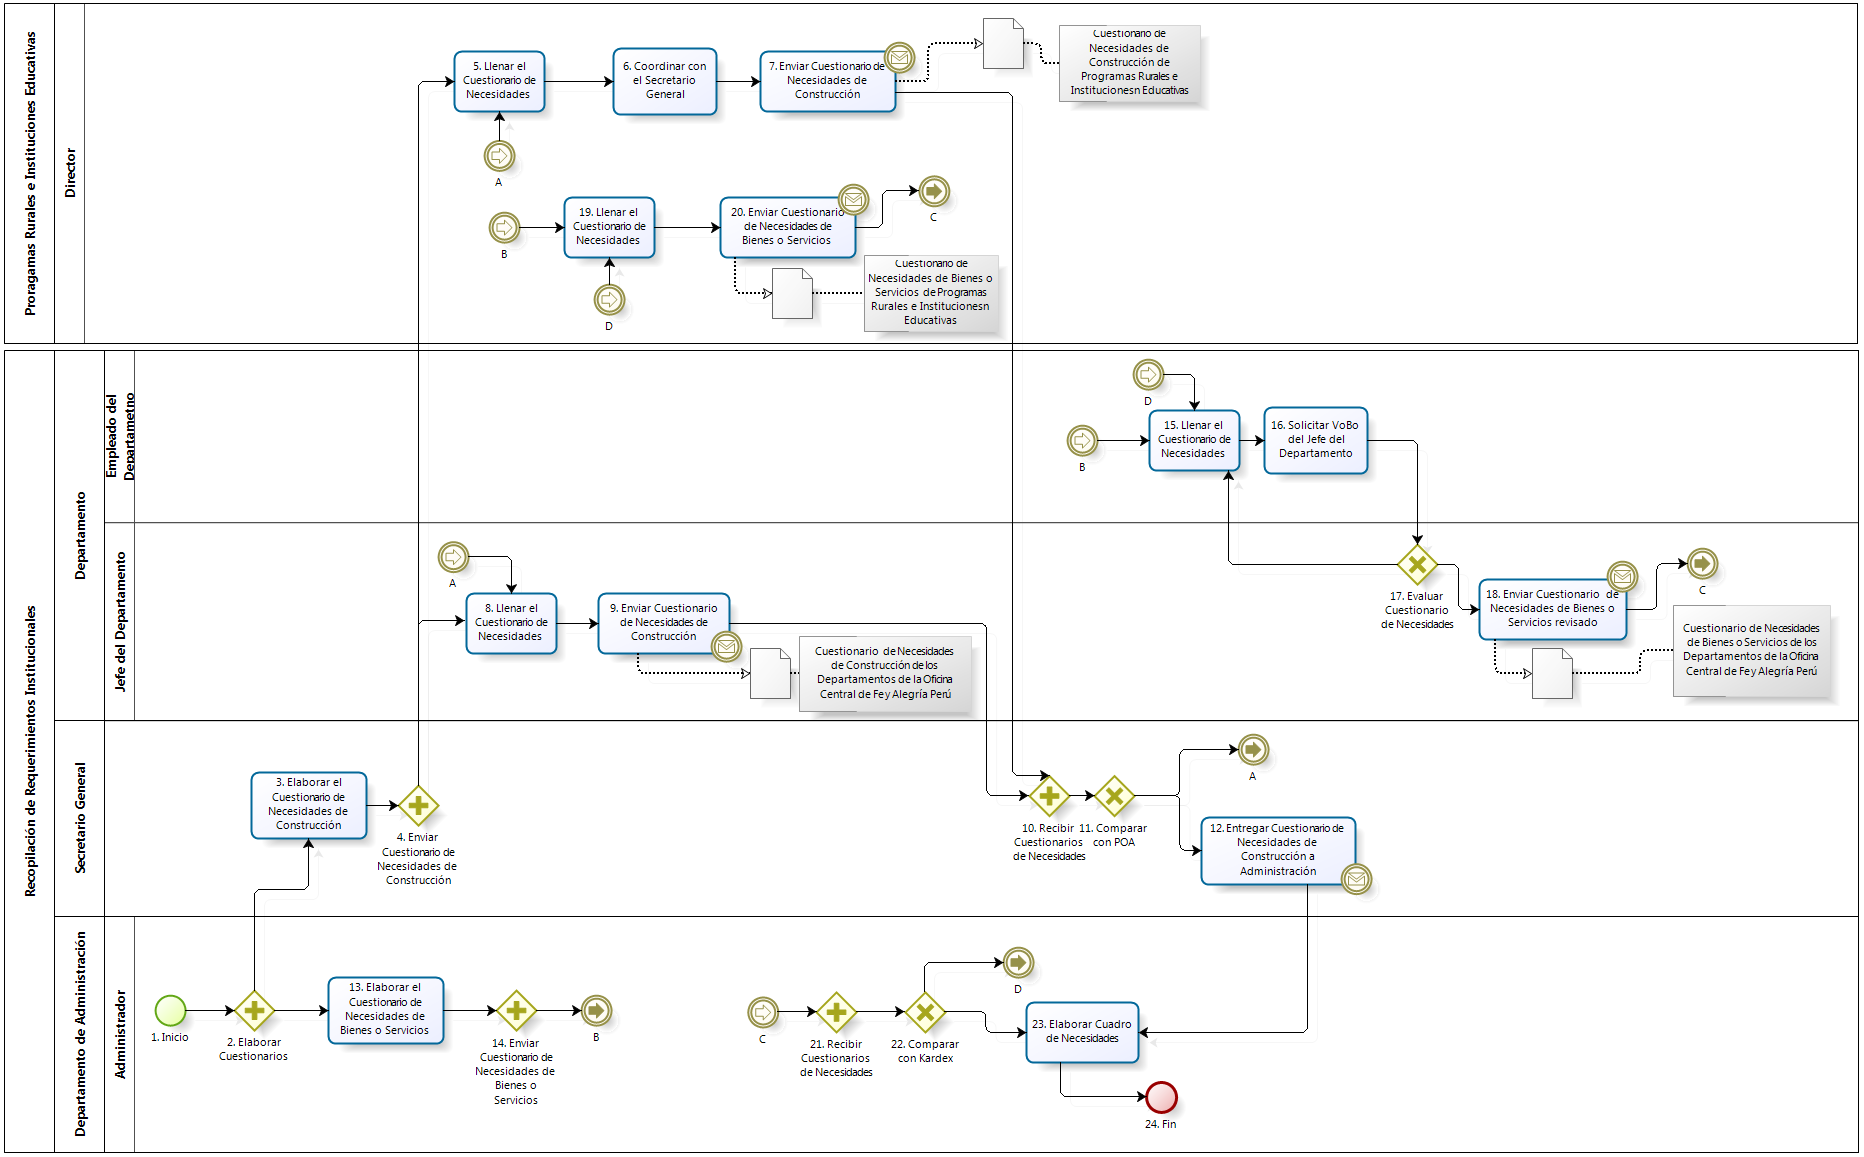 Proragamas Rurales e Instituciones Educativas
Director
5. Llenar el
Cuestionario de
Necesidades
6. Coordinar con
el Secretario
General
7. Enviar Cuestionario de
Necesidades de
Construcción
Cuestionario de
Necesidades de
Construcción de
Programas Rurales e
Institucionesn Educativas
A
B
19. Llenar el
Cuestionario de
Necesidades
20. Enviar Cuestionario
de Necesidades de
Bienes o Servicios
C
D
Cuestionario de
Necesidades de Bienes o
Servicios de Programas
Rurales e Institucionesn
Educativas
Recopilación de Requerimientos Institucionales
Departamento
Empleado del
Departametno
D
B
15. Llenar el
Cuestionario de
Necesidades
16. Solicitar VoBo
del Jefe del
Departamento
Jefe del Departamento
A
8. Llenar el
Cuestionario de
Necesidades
9. Enviar Cuestionario
de Necesidades de
Construcción
Cuestionario de Necesidades
de Construcción de los
Departamentos de la Oficina
Central de Fe y Alegría Perú
17. Evaluar
Cuestionario
de Necesidades
18. Enviar Cuestionario de
Necesidades de Bienes o
Servicios revisado
C
Cuestionario de Necesidades
de Bienes o Servicios de los
Departamentos de la Oficina
Central de Fe y Alegría Perú
Secretario General
3. Elaborar el
Cuestionario de
Necesidades de
Construcción
4. Enviar
Cuestionario de
Necesidades de
Construcción
10. Recibir
Cuestionarios
de Necesidades
11. Comparar
con POA
A
12. Entregar Cuestionario de
Necesidades de
Construcción a
Administración
Departamento de Administración
Administrador
1. Inicio
2. Elaborar
Cuestionarios
13. Elaborar el
Cuestionario de
Necesidades de
Bienes o Servicios
14. Enviar
Cuestionario de
Necesidades de
Bienes o
Servicios
B
C
21. Recibir
Cuestionarios
de Necesidades
22. Comparar
con Kardex
D
23. Elaborar Cuadro
de Necesidades
24. Fin